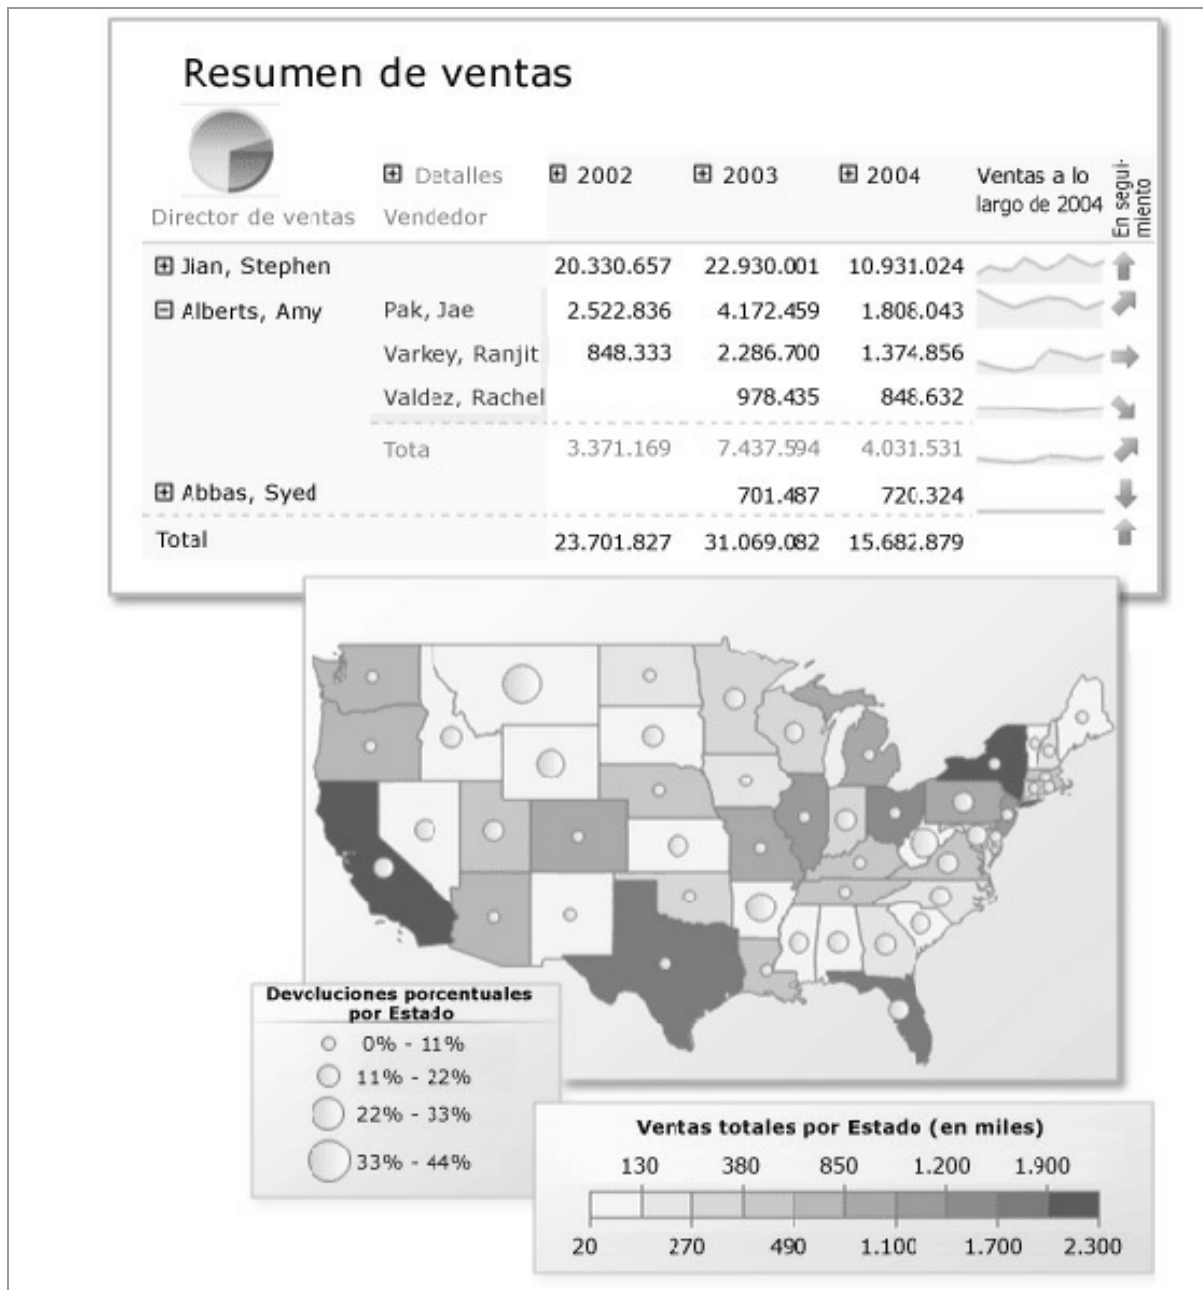 Resumen de ventas
Detalles 2002 2003 2004 Ventas a lo largo de 2004 En segui-miento
Director de ventas Vendedor
Jian, Stephen 20.330.657 22.930.001 10.931.024
Alberts, Amy Pak, Jae 2.522.836 4.172.459 1.808.043
Varkey, Ranjit 848.333 2.286.700 1.374.856
Valdez, Rachel 978.435 848.632
Tota 3.371.169 7.437.594 4.031.531
Abbas, Syed 701.487 720.324
Total 23.701.827 31.069.082 15.682.879
Devoluciones porcentuales
por Estado
0% - 11%
11% - 22%
22% - 33%
33% - 44%
Ventas totales por Estado (en miles)
130 380 850 1.200 1.900
20 270 490 1.100 1.700 2.300